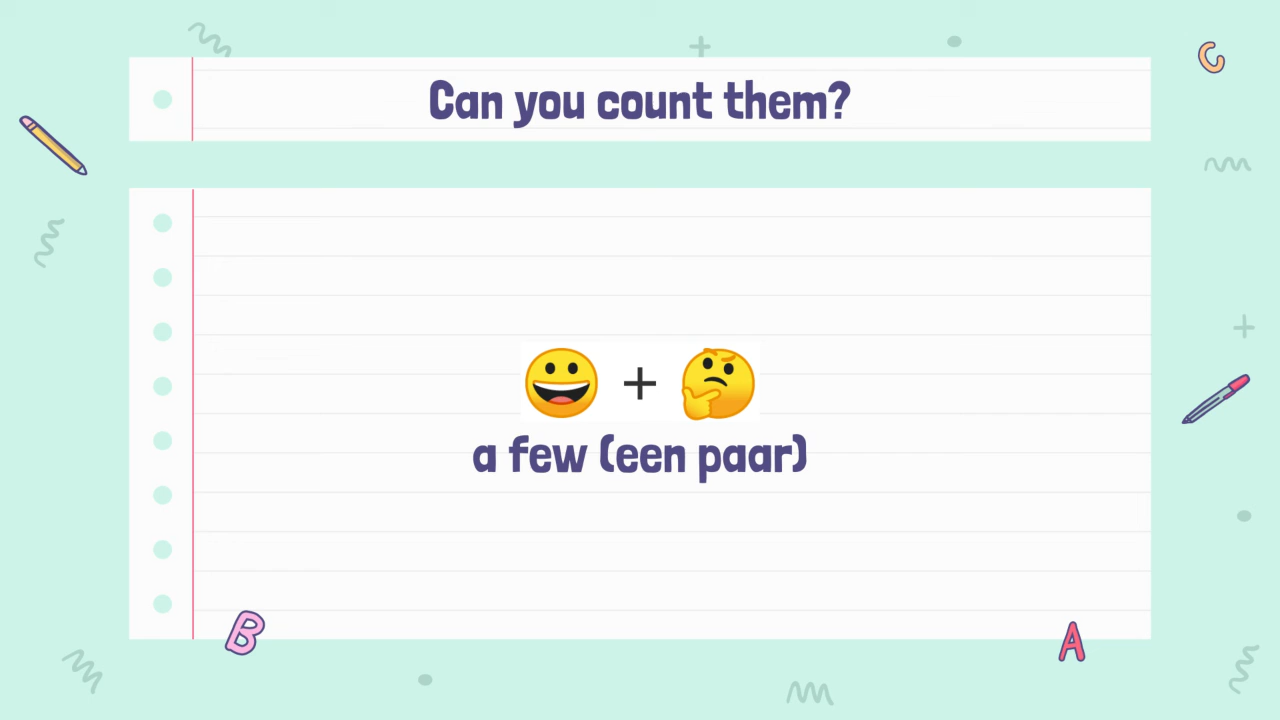 C
Can you count them?
😀 + 🤔
a few (een paar)
B
A